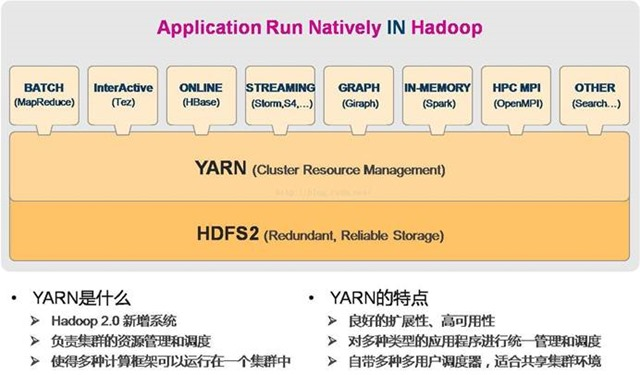 Application Run Natively IN Hadoop
BATCH
(MapReduce)
InterActive
(Tez)
ONLINE
(HBase)
STREAMING
(Storm,S4,...)
GRAPH
(Giraph)
IN-MEMORY
(Spark)
HPC MPI
(OpenMPI)
OTHER
(Search...)
YARN (Cluster Resource Management)
HDFS2 (Redundant, Reliable Storage)
• YARN是什么
➢ Hadoop 2.0 新增系统
➢ 负责集群的资源管理和调度
➢ 使得多种计算框架可以运行在一个集群中
• YARN的特点
➢ 良好的扩展性、高可用性
➢ 对多种类型的应用程序进行统一管理和调度
➢ 自带多种多用户调度器，适合共享集群环境